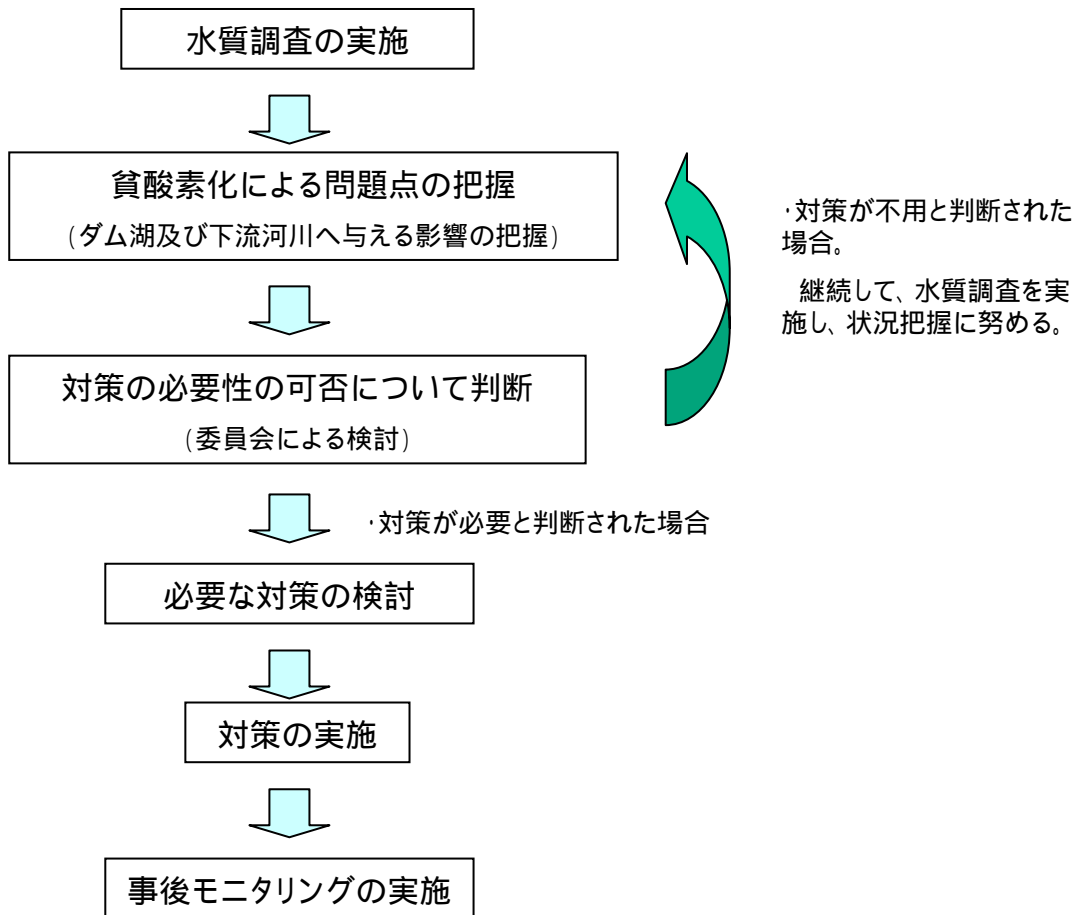 水質調査の実施
貧酸素化による問題点の把握
(ダム湖及び下流河川へ与える影響の把握)
・対策が不用と判断された
場合。
継続して、水質調査を実
施し、状況把握に努める。
対策の必要性の可否について判断
(委員会による検討)
・対策が必要と判断された場合
必要な対策の検討
対策の実施
事後モニタリングの実施